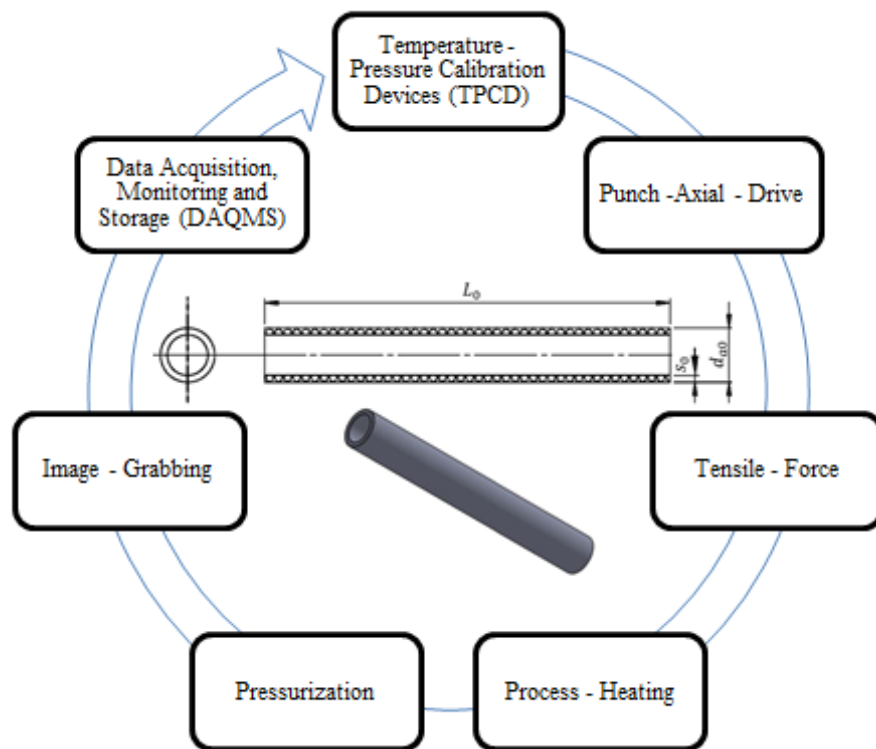 Temperature -
Pressure Calibration
Devices (TPCD)
Punch -Axial - Drive
Tensile - Force
Process - Heating
Pressurization
Image - Grabbing
Data Acquisition,
Monitoring and
Storage (DAQMS)
L₀
s₀
dₐ₀